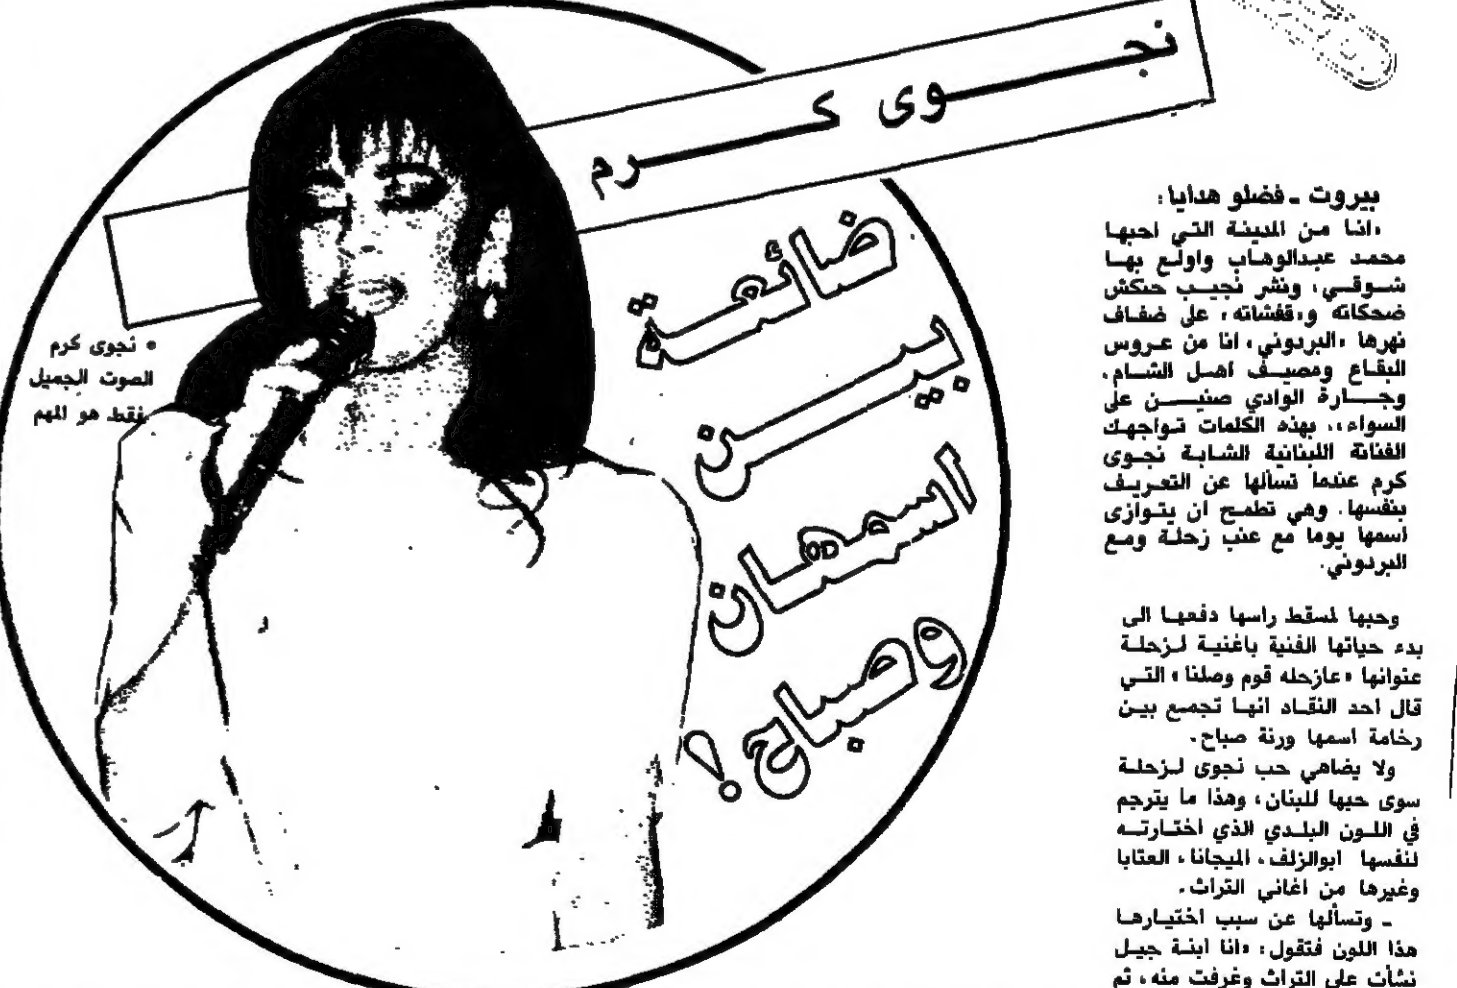 نجوى كرم
ضائعة
بين
اسمهان
وصباح !
• نجوى كرم
الصوت الجميل
فقط هو المهم
بيروت - فضلو هدايا :
«انا من المدينة التي احبها
محمد عبدالوهاب واولع بها
شوقي، ونشر نجيب حنكش
ضحكاته و«قفشاته» على ضفاف
نهرها «البردوني» انا من عروس
البقاع ومصيف اهل الشام،
وجارة الوادي صنين على
السواء». بهذه الكلمات تواجهك
الفنانة اللبنانية الشابة نجوى
كرم عندما تسألها عن التعريف
بنفسها. وهي تطمح ان يتوازى
اسمها يوما مع عنب زحلة ومع
البردوني.
وحبها لمسقط راسها دفعها الى
بدء حياتها الفنية باغنية لزحلة
عنوانها «عازحله قوم وصلنا» التي
قال احد النقاد انها تجمع بين
رخامة اسمها ورنة صباح.
ولا يضاهي حب نجوى لزحلة
سوى حبها للبنان، وهذا ما يترجم
في اللون البلدي الذي اختارته
لنفسها ابوالزلف، الميجانا، العتابا
وغيرها من اغاني التراث.
- وتسألها عن سبب اختيارها
هذا اللون فتقول: «انا ابنة جيل
نشأت على التراث وغرفت منه، ثم